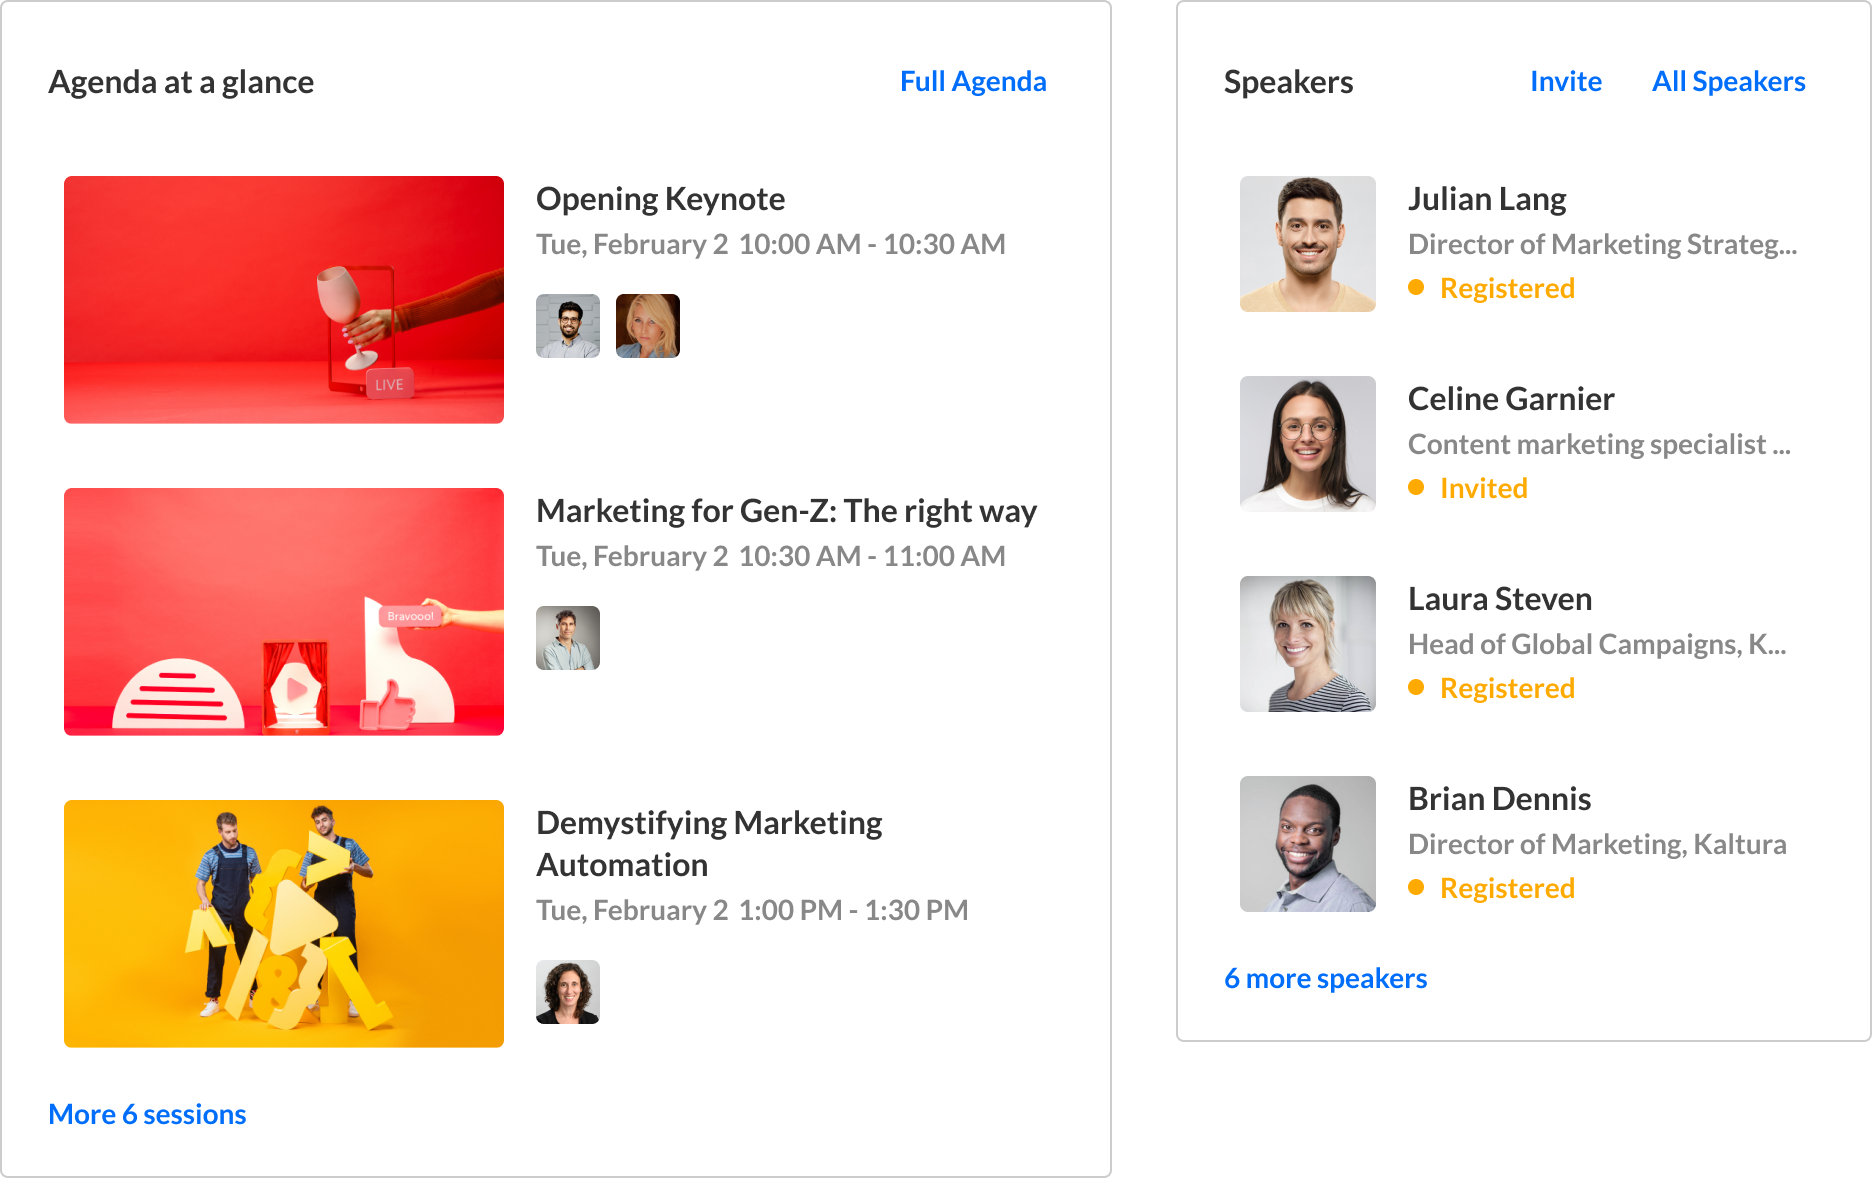 Agenda at a glance
Full Agenda
Opening Keynote
Tue, February 2 10:00 AM - 10:30 AM
LIVE
Marketing for Gen-Z: The right way
Tue, February 2 10:30 AM - 11:00 AM
Bravooo!
Demystifying Marketing
Automation
Tue, February 2 1:00 PM - 1:30 PM
More 6 sessions
Speakers
Invite
All Speakers
Julian Lang
Director of Marketing Strateg...
Registered
Celine Garnier
Content marketing specialist ...
Invited
Laura Steven
Head of Global Campaigns, K...
Registered
Brian Dennis
Director of Marketing, Kaltura
Registered
6 more speakers